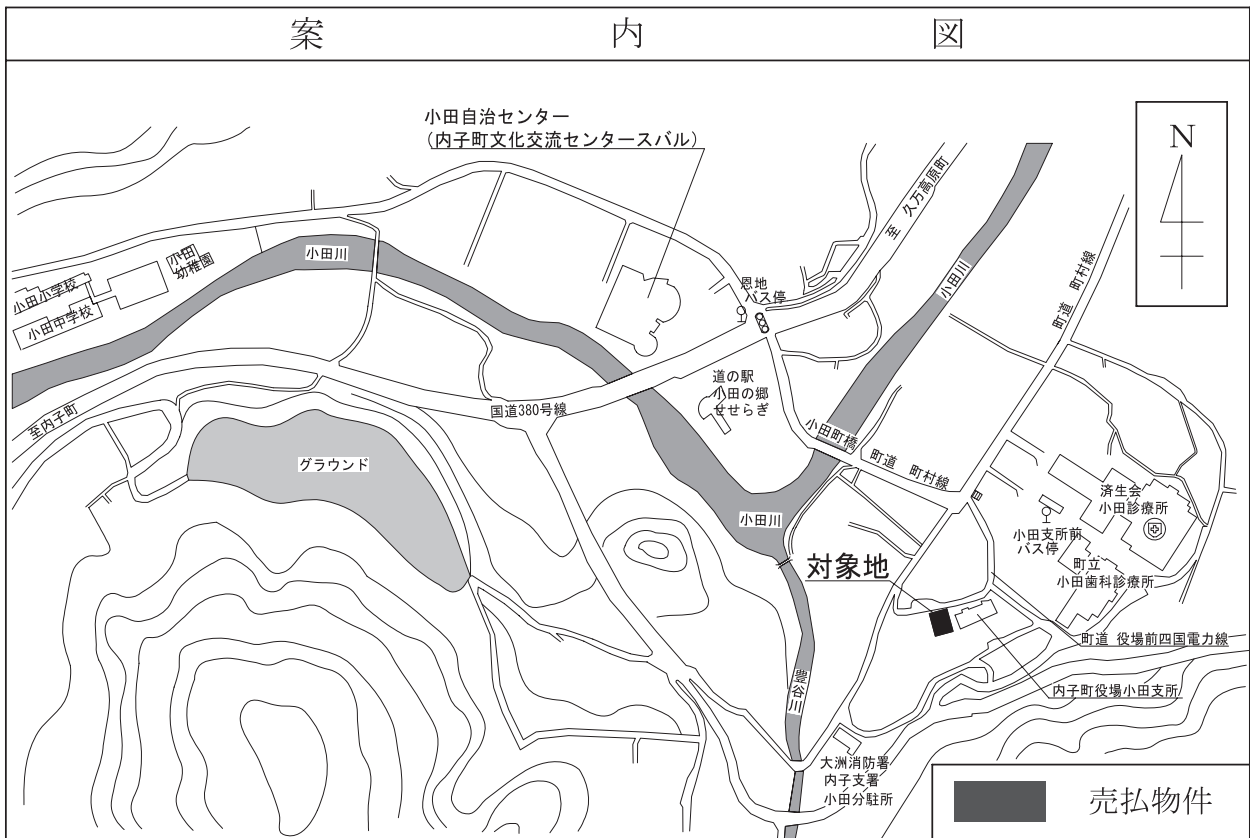 案内図
小田自治センター
（内子町文化交流センタースバル）
N
至 久万高原町
小田川
町道 町村線
小田川
小田
幼稚園
小田小学校
小田中学校
恩地
バス停
道の駅
小田の郷
せせらぎ
国道380号線
至内子町
小田町橋
町道 町村線
グラウンド
済生会
小田診療所
小田川
小田支所前
バス停
対象地
町立
小田歯科診療所
町道 役場前四国電力線
内子町役場小田支所
豊谷川
大洲消防署
内子支署
小田分駐所
売払物件